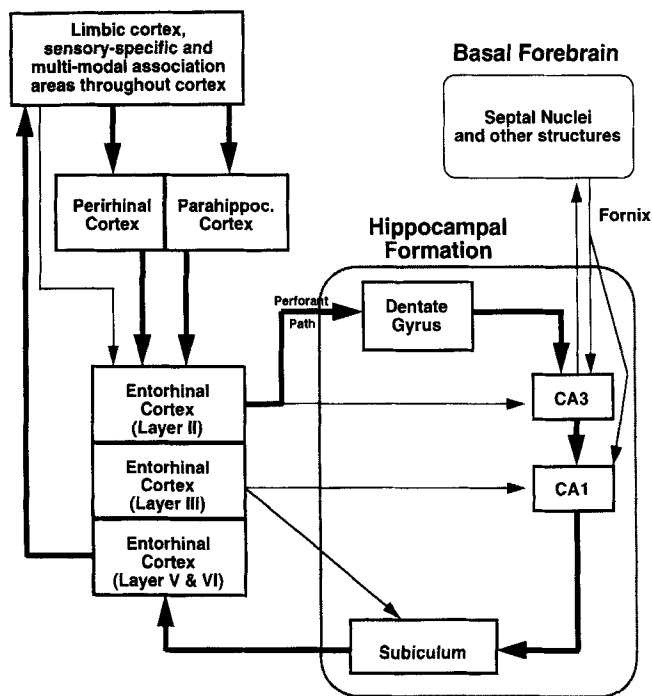 Limbic cortex,
sensory-specific and
multi-modal association
areas throughout cortex
Basal Forebrain
Septal Nuclei
and other structures
Perirhinal
Cortex
Parahippoc.
Cortex
Fornix
Hippocampal
Formation
Perforant
Path
Dentate
Gyrus
Entorhinal
Cortex
(Layer II)
CA3
Entorhinal
Cortex
(Layer III)
CA1
Entorhinal
Cortex
(Layer V & VI)
Subiculum